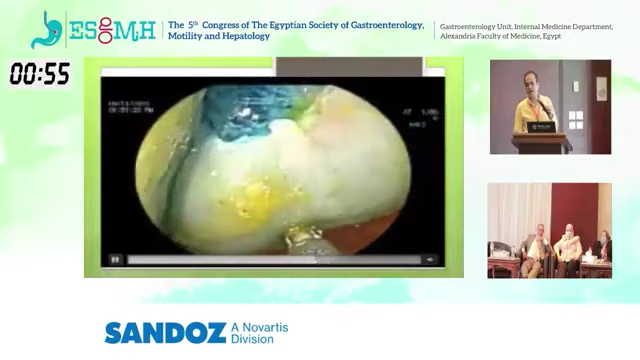 ESGMH
The 5th Congress of The Egyptian Society of Gastroenterology,
Motility and Hepatology
Gastroenterology Unit, Internal Medicine Department,
Alexandria Faculty of Medicine, Egypt
00:55
SANDOZ A Novartis
Division